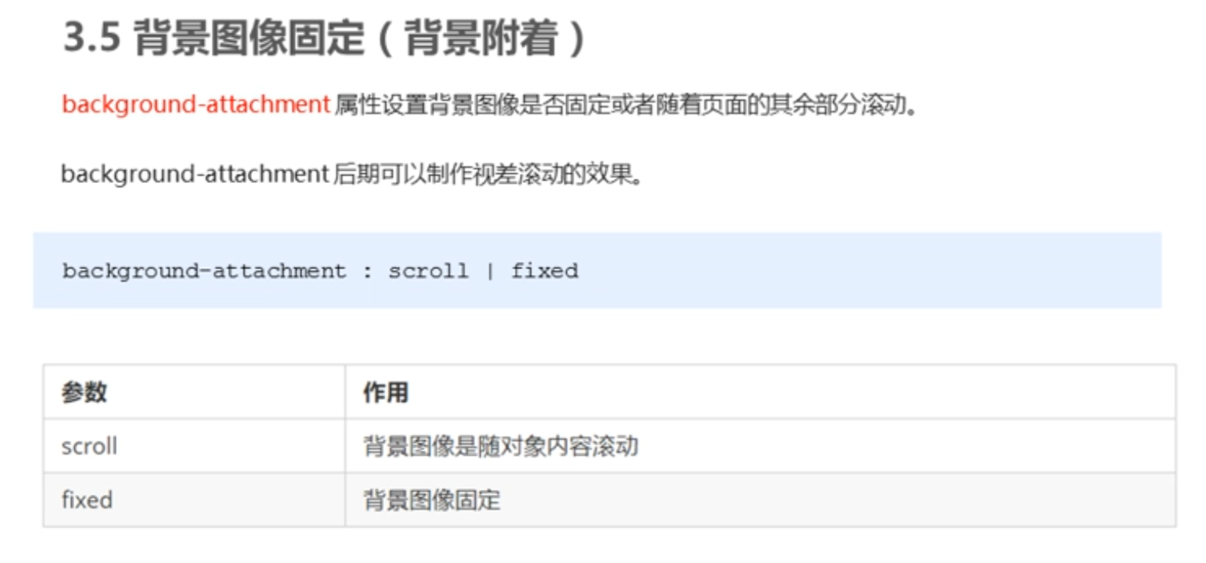 3.5 背景图像固定（背景附着）
background-attachment 属性设置背景图像是否固定或者随着页面的其余部分滚动。
background-attachment 后期可以制作视差滚动的效果。
background-attachment : scroll | fixed
参数 作用
scroll 背景图像是随对象内容滚动
fixed 背景图像固定